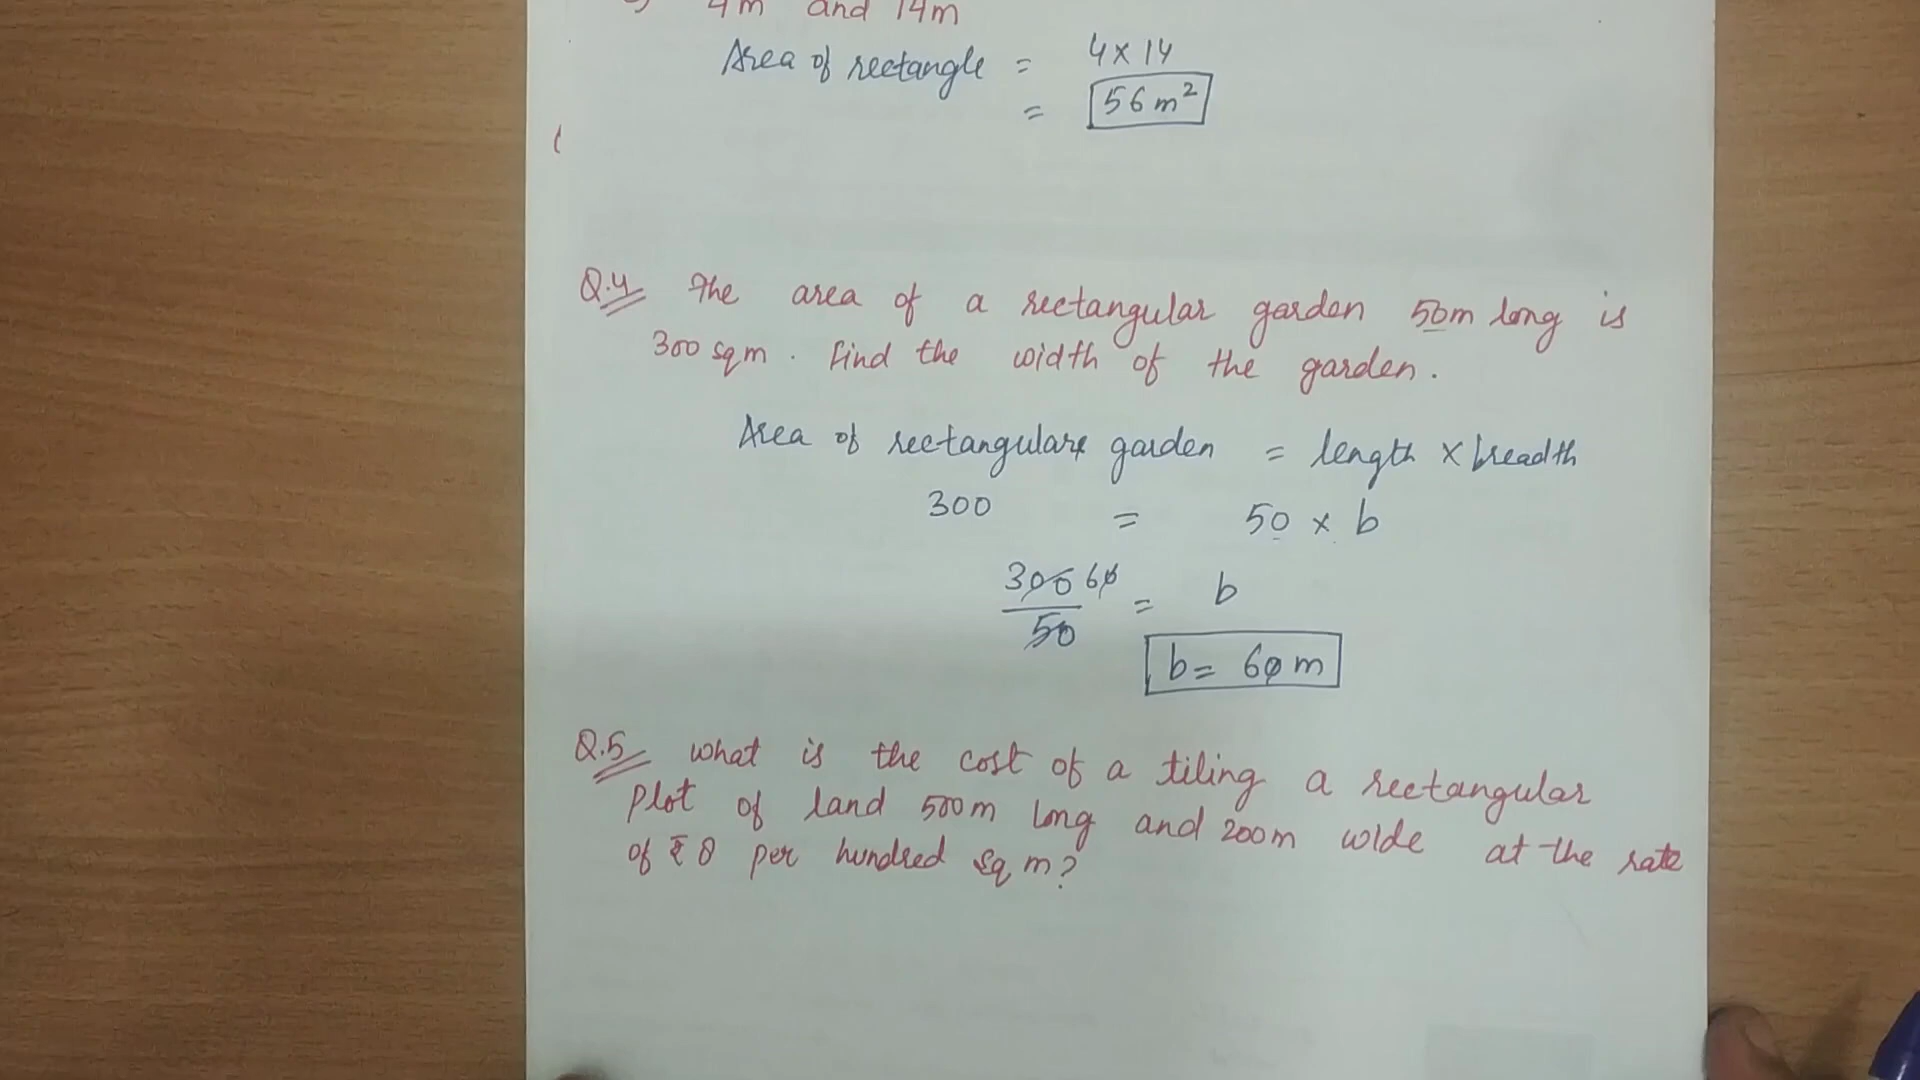 4m and 14m
Area of rectangle = 4 x 14
= 56 m²
Q.4 The area of a rectangular garden 50m long is
300 sq m. Find the width of the garden.
Area of rectangular garden = length x breadth
300 = 50 x b
300/50 = b
b = 6 m
Q.5 what is the cost of a tiling a rectangular
plot of land 500m long and 200m wide at the rate
of ₹ 8 per hundred sq m?